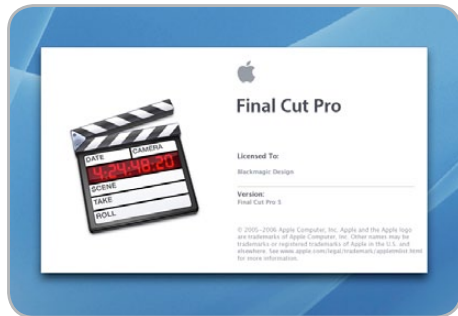 Final Cut Pro
DATE
CAMERA
4:24:48:20
SCENE
TAKE
ROLL
Licensed To:
Blackmagic Design
Version:
Final Cut Pro 5
© 2005-2006 Apple Computer, Inc. Apple and the Apple logo
are trademarks of Apple Computer, Inc. Other names may be
trademarks or registered trademarks of Apple in the U.S. and
elsewhere. See www.apple.com/legal/trademark/appletmlist.html
for more information.